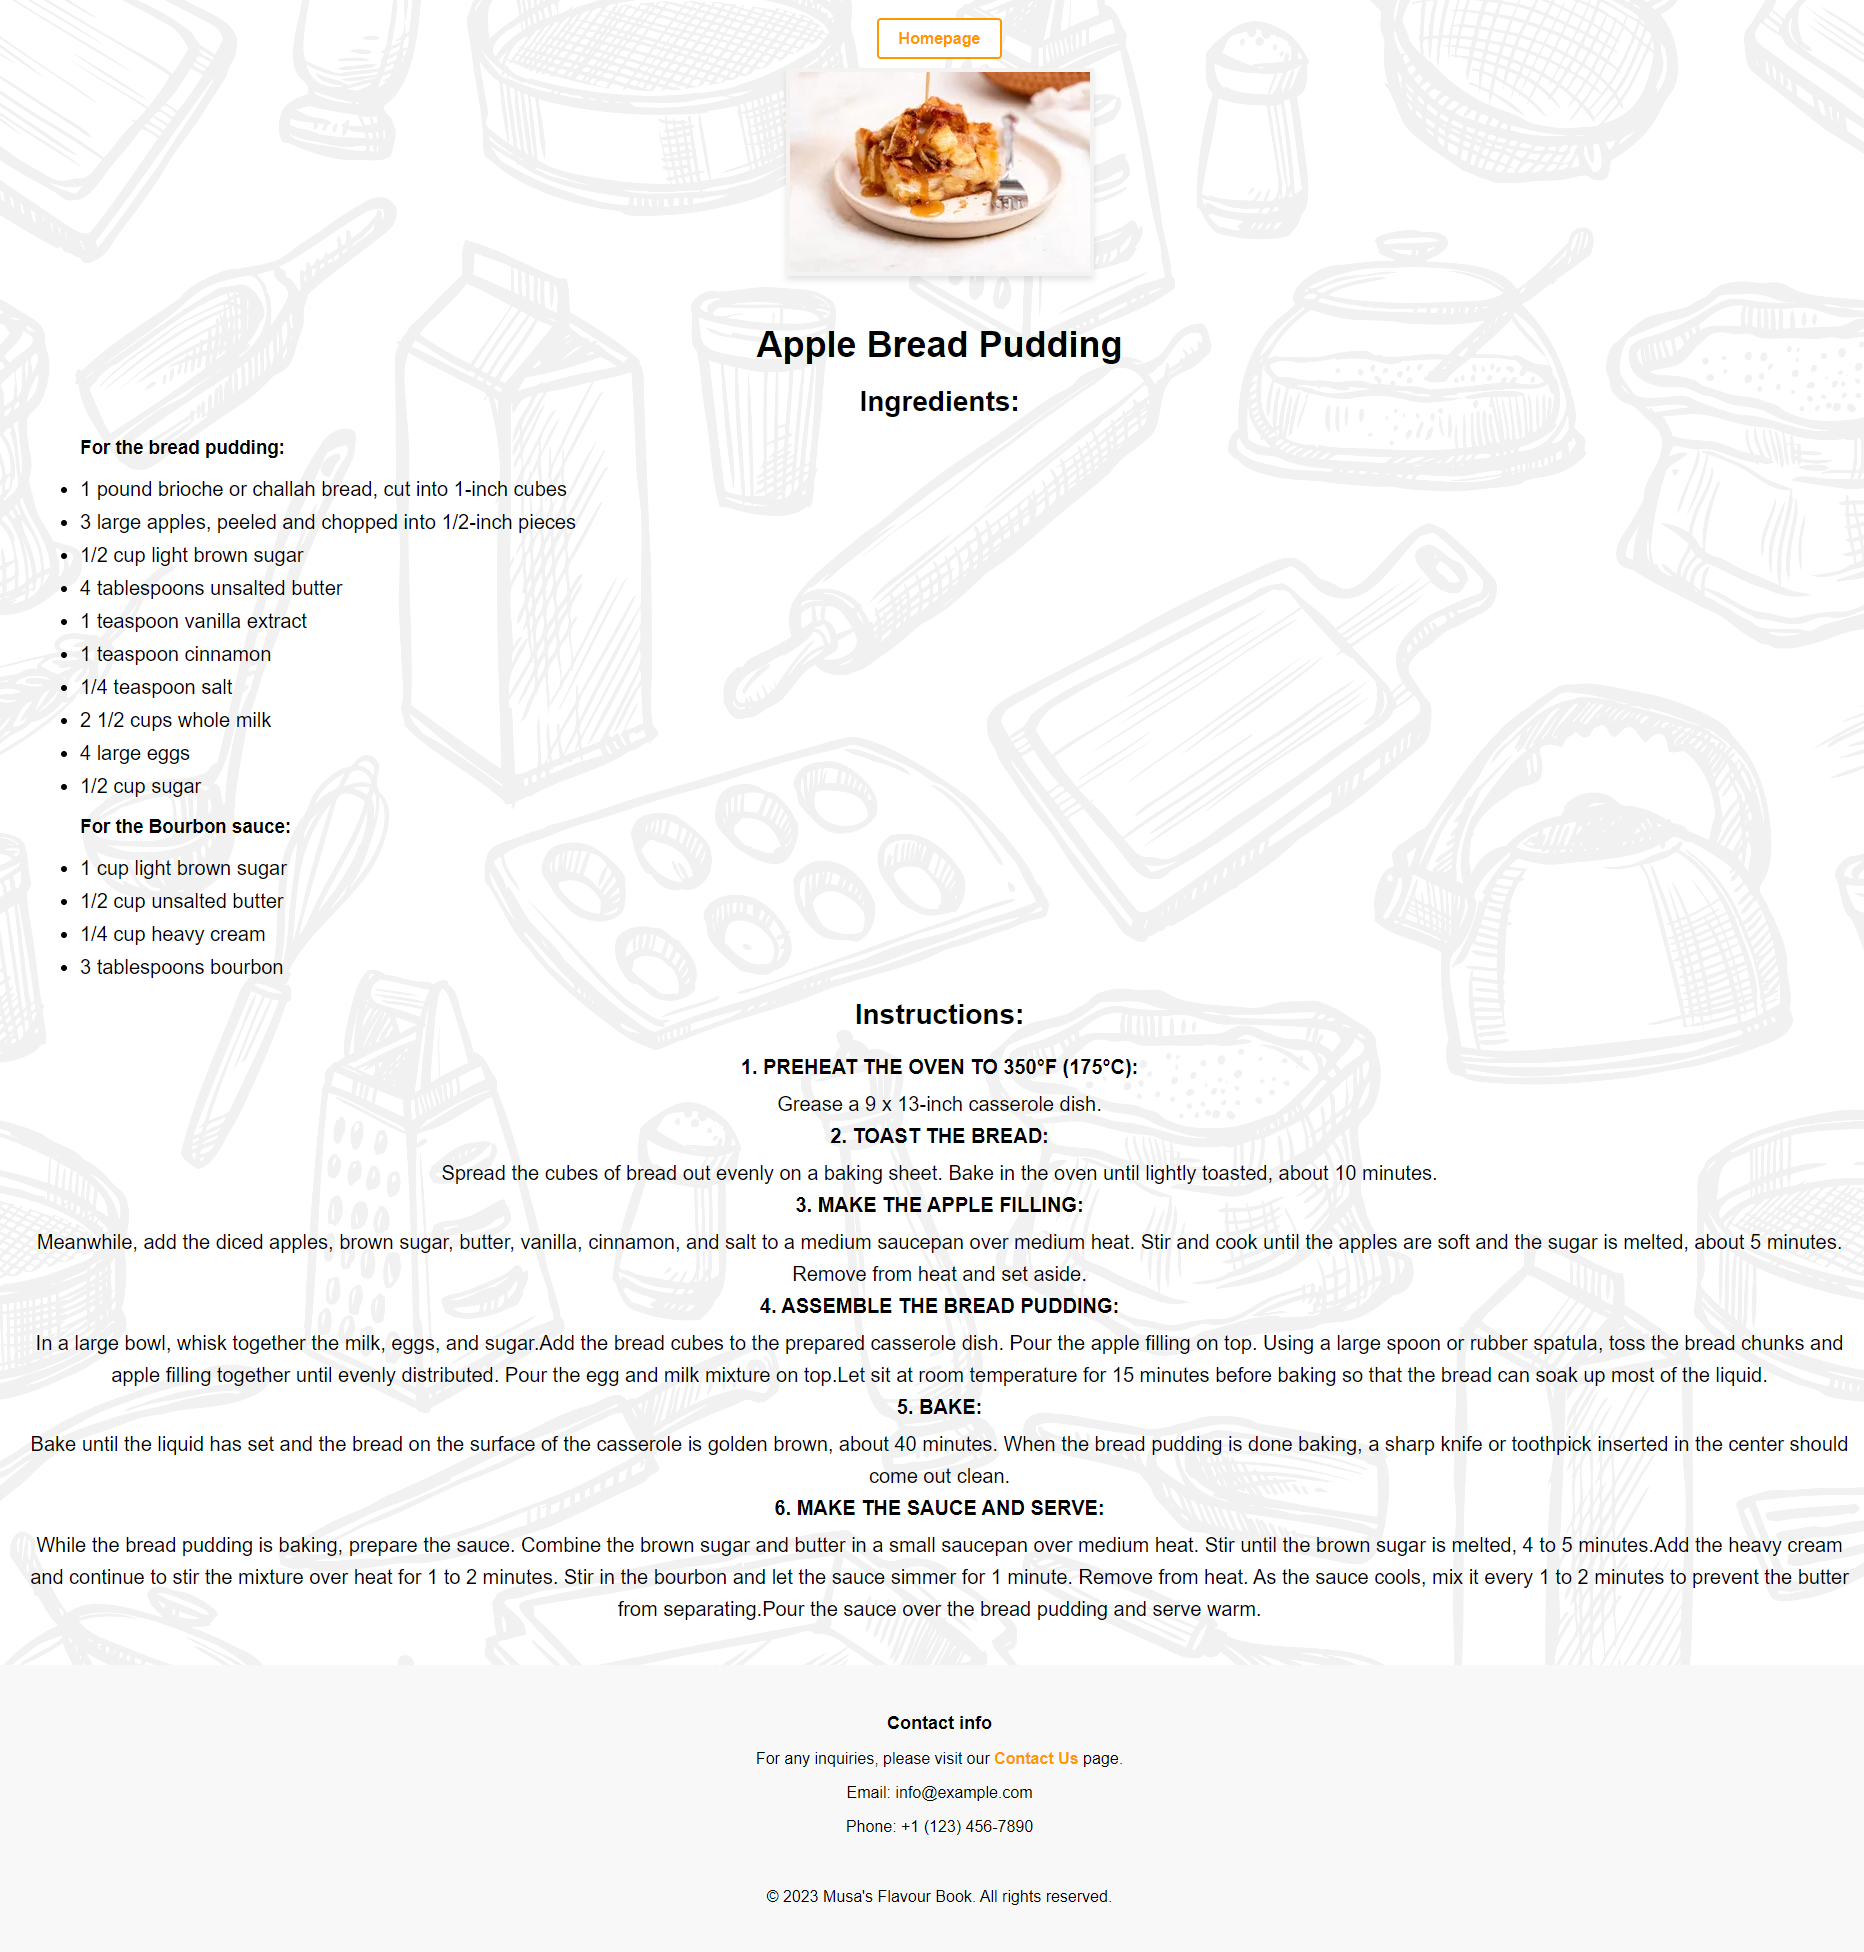 Homepage
Apple Bread Pudding
Ingredients:
For the bread pudding:
• 1 pound brioche or challah bread, cut into 1-inch cubes
• 3 large apples, peeled and chopped into 1/2-inch pieces
• 1/2 cup light brown sugar
• 4 tablespoons unsalted butter
• 1 teaspoon vanilla extract
• 1 teaspoon cinnamon
• 1/4 teaspoon salt
• 2 1/2 cups whole milk
• 4 large eggs
• 1/2 cup sugar
For the Bourbon sauce:
• 1 cup light brown sugar
• 1/2 cup unsalted butter
• 1/4 cup heavy cream
• 3 tablespoons bourbon
Instructions:
1. PREHEAT THE OVEN TO 350°F (175°C):
Grease a 9 x 13-inch casserole dish.
2. TOAST THE BREAD:
Spread the cubes of bread out evenly on a baking sheet. Bake in the oven until lightly toasted, about 10 minutes.
3. MAKE THE APPLE FILLING:
Meanwhile, add the diced apples, brown sugar, butter, vanilla, cinnamon, and salt to a medium saucepan over medium heat. Stir and cook until the apples are soft and the sugar is melted, about 5 minutes.
Remove from heat and set aside.
4. ASSEMBLE THE BREAD PUDDING:
In a large bowl, whisk together the milk, eggs, and sugar.Add the bread cubes to the prepared casserole dish. Pour the apple filling on top. Using a large spoon or rubber spatula, toss the bread chunks and
apple filling together until evenly distributed. Pour the egg and milk mixture on top.Let sit at room temperature for 15 minutes before baking so that the bread can soak up most of the liquid.
5. BAKE:
Bake until the liquid has set and the bread on the surface of the casserole is golden brown, about 40 minutes. When the bread pudding is done baking, a sharp knife or toothpick inserted in the center should
come out clean.
6. MAKE THE SAUCE AND SERVE:
While the bread pudding is baking, prepare the sauce. Combine the brown sugar and butter in a small saucepan over medium heat. Stir until the brown sugar is melted, 4 to 5 minutes.Add the heavy cream
and continue to stir the mixture over heat for 1 to 2 minutes. Stir in the bourbon and let the sauce simmer for 1 minute. Remove from heat. As the sauce cools, mix it every 1 to 2 minutes to prevent the butter
from separating.Pour the sauce over the bread pudding and serve warm.
Contact info
For any inquiries, please visit our Contact Us page.
Email: info@example.com
Phone: +1 (123) 456-7890
© 2023 Musa's Flavour Book. All rights reserved.